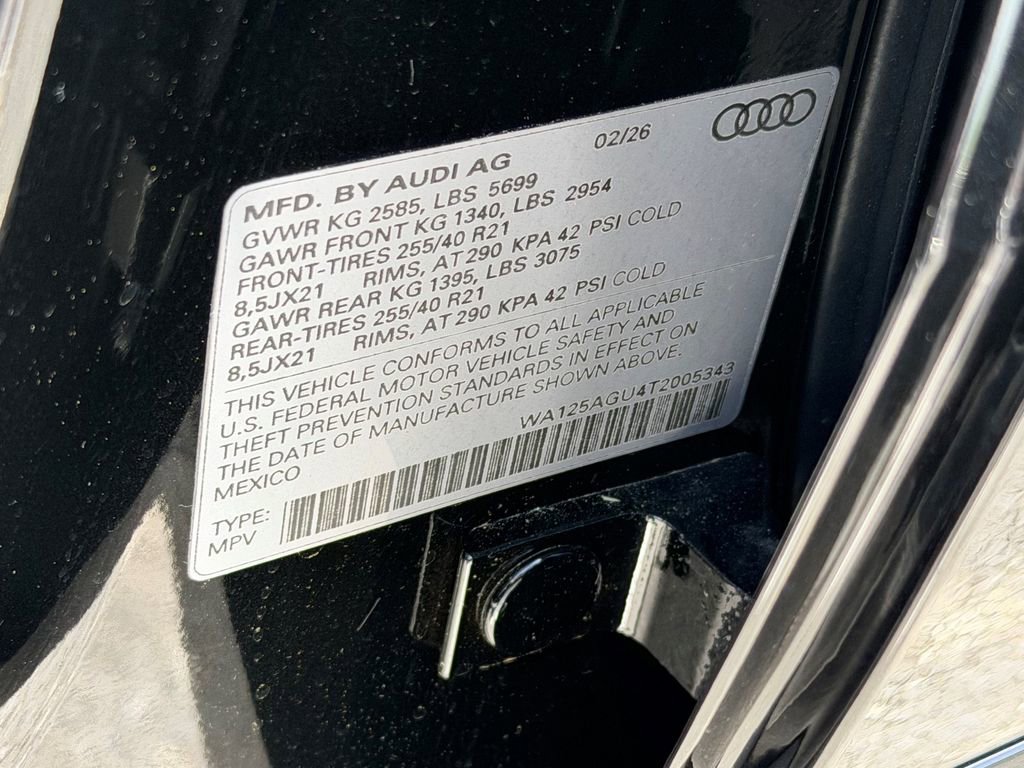 MFD. BY AUDI AG 02/26
GVWR KG 2585, LBS 5699
GAWR FRONT KG 1340, LBS 2954
FRONT-TIRES 255/40 R21
8,5JX21 RIMS, AT 290 KPA 42 PSI COLD
GAWR REAR KG 1395, LBS 3075
REAR-TIRES 255/40 R21
8,5JX21 RIMS, AT 290 KPA 42 PSI COLD
THIS VEHICLE CONFORMS TO ALL APPLICABLE
U.S. FEDERAL MOTOR VEHICLE SAFETY AND
THEFT PREVENTION STANDARDS IN EFFECT ON
THE DATE OF MANUFACTURE SHOWN ABOVE.
MEXICO WA125AGU4T2005343
TYPE:
MPV